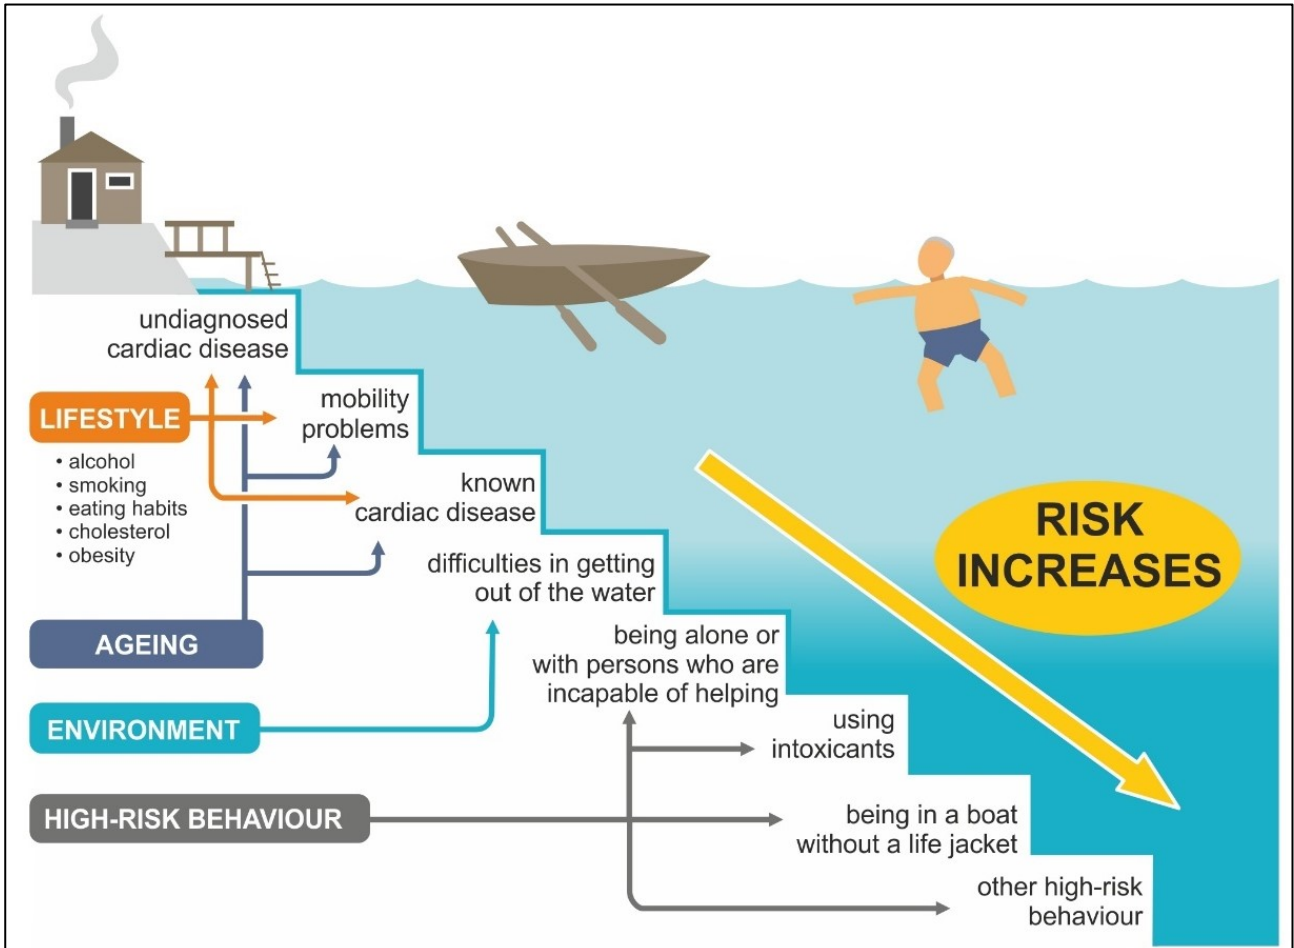 undiagnosed
cardiac disease
LIFESTYLE
• alcohol
• smoking
• eating habits
• cholesterol
• obesity
mobility
problems
known
cardiac disease
difficulties in getting
out of the water
AGEING
being alone or
with persons who are
incapable of helping
ENVIRONMENT
using
intoxicants
HIGH-RISK BEHAVIOUR
being in a boat
without a life jacket
other high-risk
behaviour
RISK
INCREASES